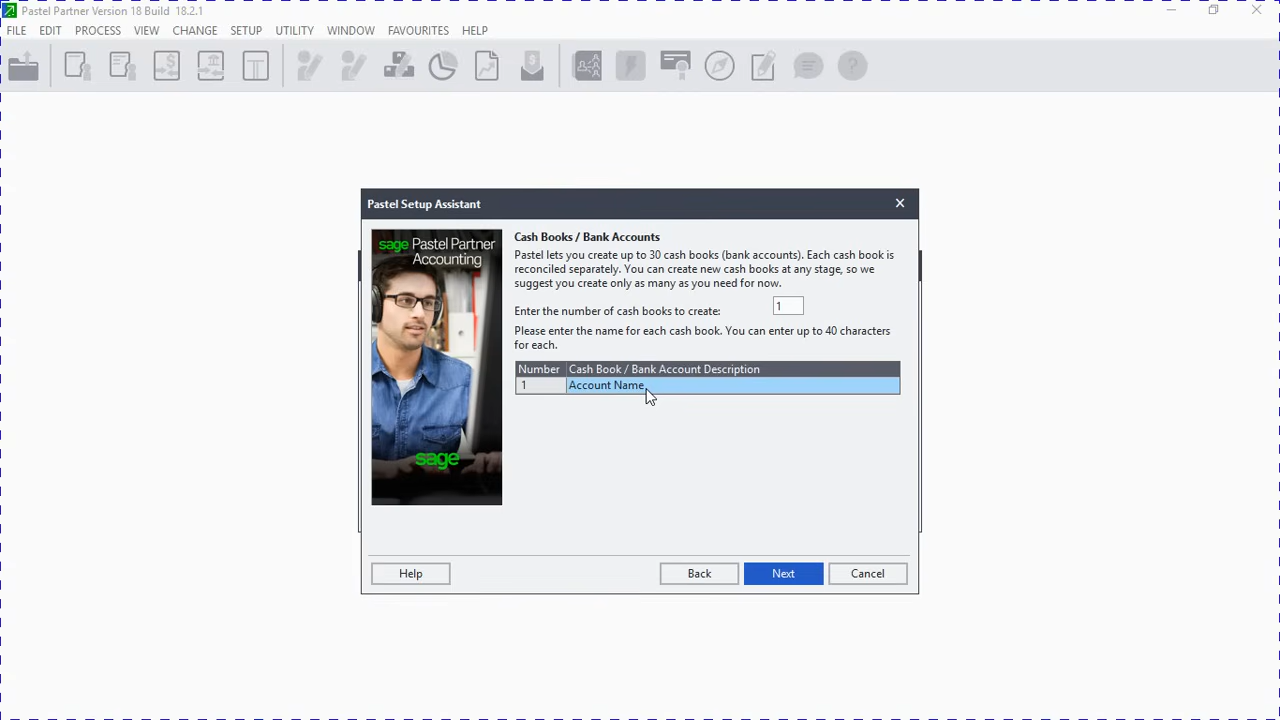 Pastel Partner Version 18 Build 18.2.1
FILE EDIT PROCESS VIEW CHANGE SETUP UTILITY WINDOW FAVOURITES HELP
Pastel Setup Assistant
sage Pastel Partner
Accounting
sage
Cash Books / Bank Accounts
Pastel lets you create up to 30 cash books (bank accounts). Each cash book is
reconciled separately. You can create new cash books at any stage, so we
suggest you create only as many as you need for now.
Enter the number of cash books to create: 1
Please enter the name for each cash book. You can enter up to 40 characters
for each.
Number Cash Book / Bank Account Description
1 Account Name
Help Back Next Cancel